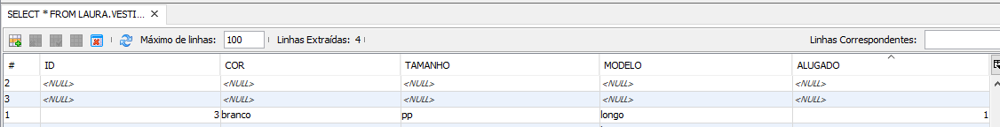 SELECT * FROM LAURA.VESTI... ×
Máximo de linhas: 100 Linhas Extraídas: 4 Linhas Correspondentes:
# ID COR TAMANHO MODELO ALUGADO
2 <NULL> <NULL> <NULL> <NULL> <NULL>
3 <NULL> <NULL> <NULL> <NULL> <NULL>
1 3 branco pp longo 1